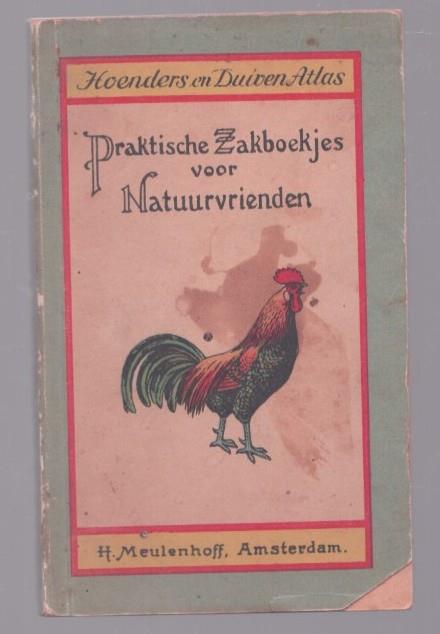 Hoenders en Duiven Atlas
Praktische Zakboekjes
voor
Natuurvrienden
H. Meulenhoff, Amsterdam.